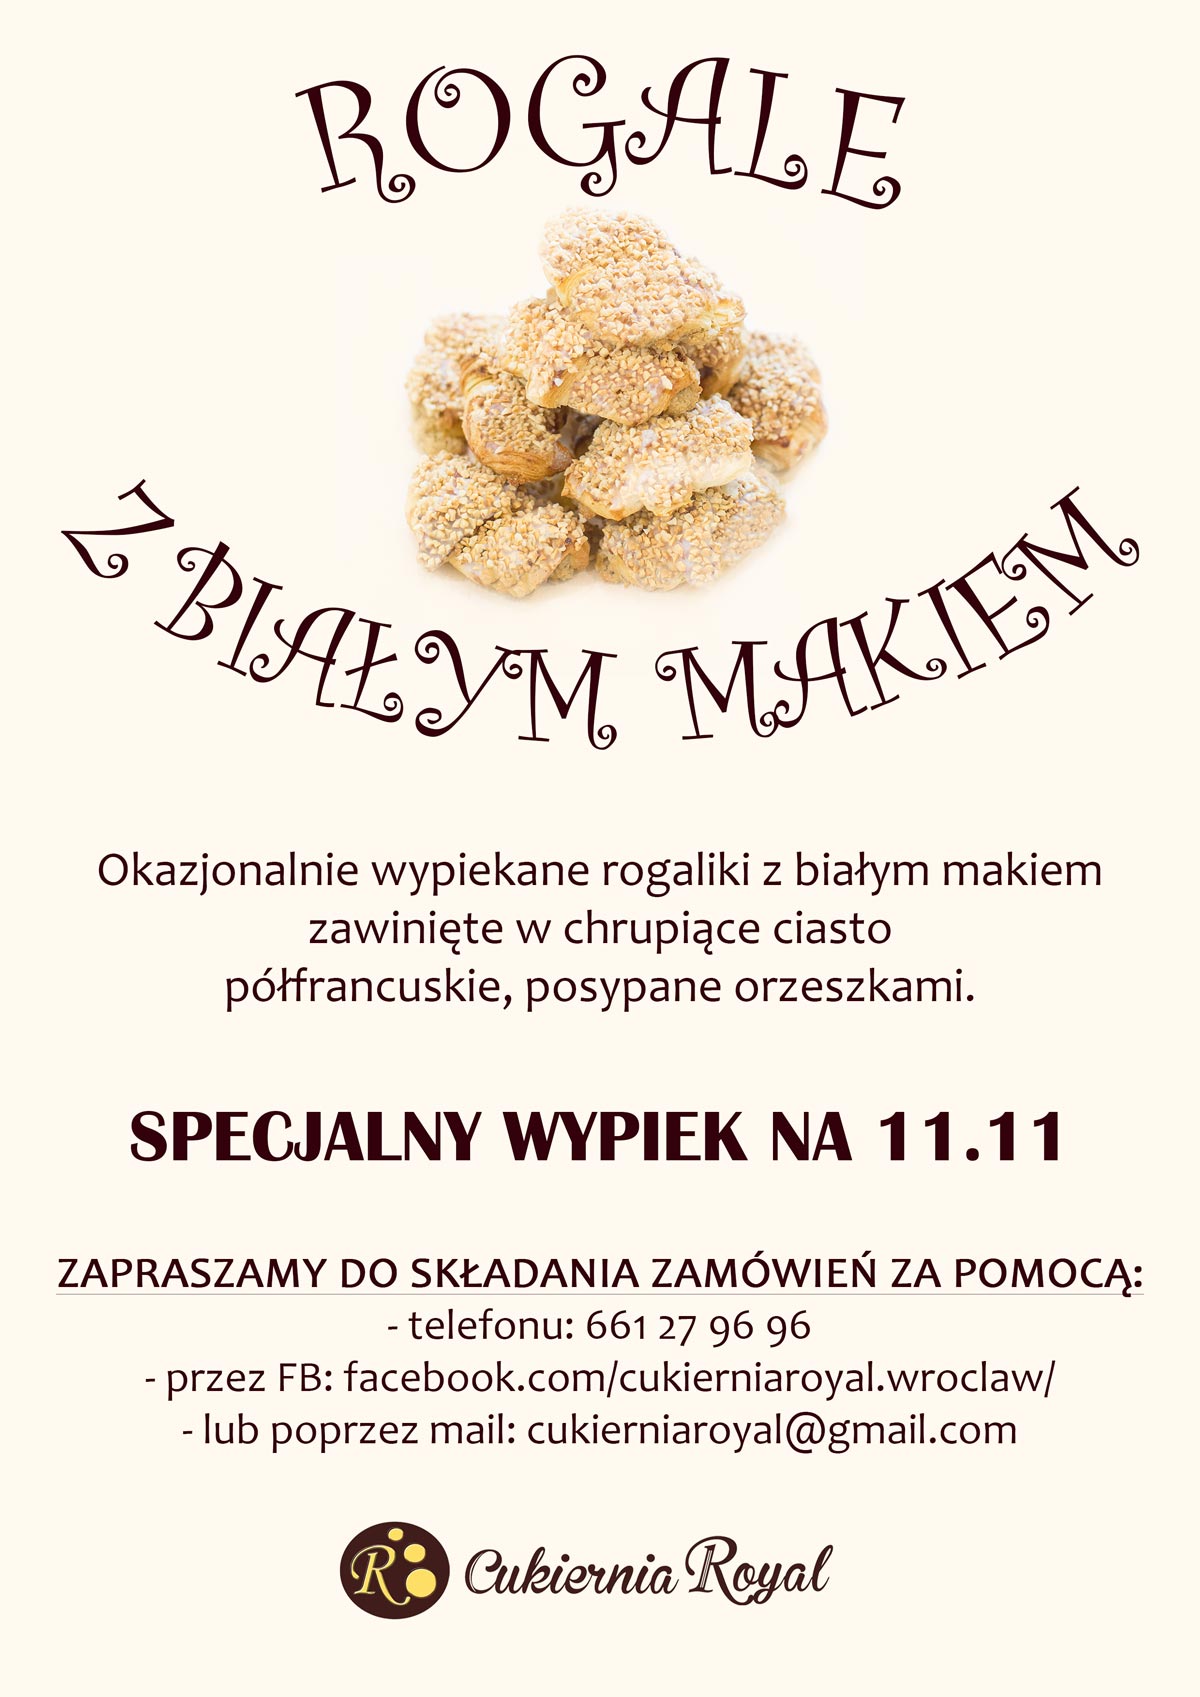 ROGALE
Z BIAŁYM MAKIEM
Okazjonalnie wypiekane rogaliki z białym makiem
zawinięte w chrupiące ciasto
półfrancuskie, posypane orzeszkami.
SPECJALNY WYPIEK NA 11.11
ZAPRASZAMY DO SKŁADANIA ZAMÓWIEŃ ZA POMOCĄ:
- telefonu: 661 27 96 96
- przez FB: facebook.com/cukierniaroyal.wroclaw/
- lub poprzez mail: cukierniaroyal@gmail.com
R Cukiernia Royal